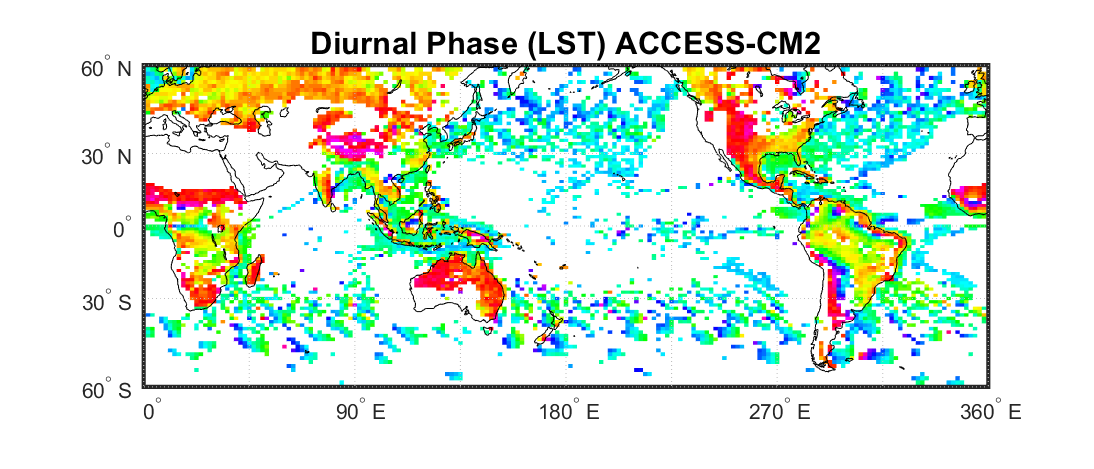 Diurnal Phase (LST) ACCESS-CM2
60° N
30° N
0°
30° S
60° S
0° 90° E 180° E 270° E 360° E